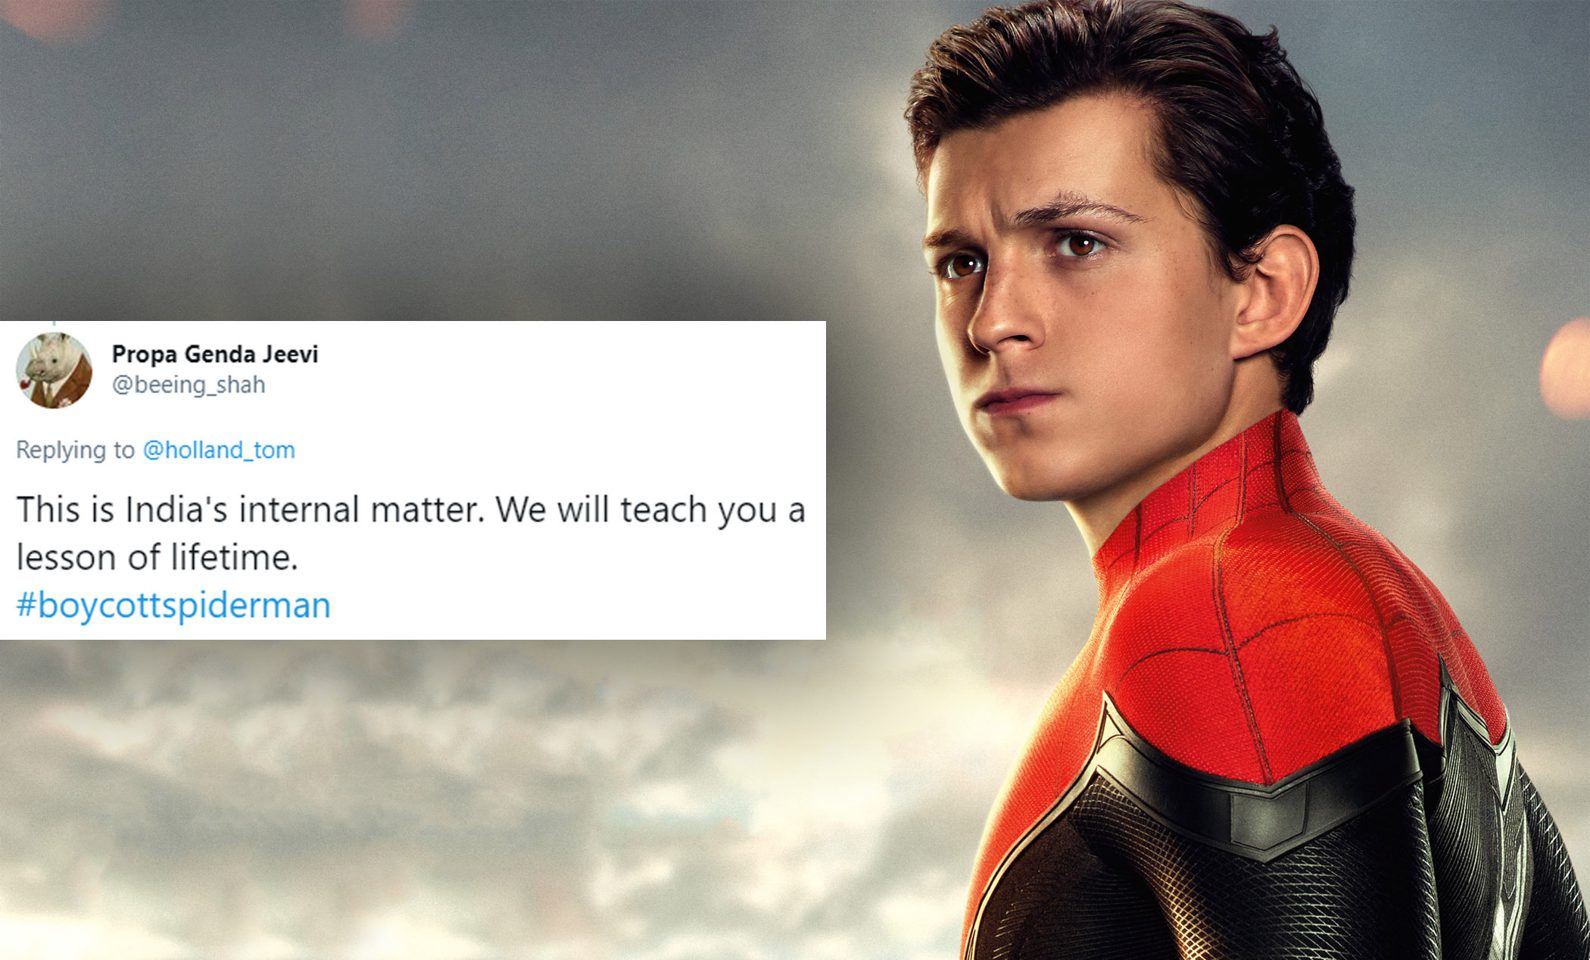 Propa Genda Jeevi
@beeing_shah
Replying to @holland_tom
This is India's internal matter. We will teach you a
lesson of lifetime.
#boycottspiderman